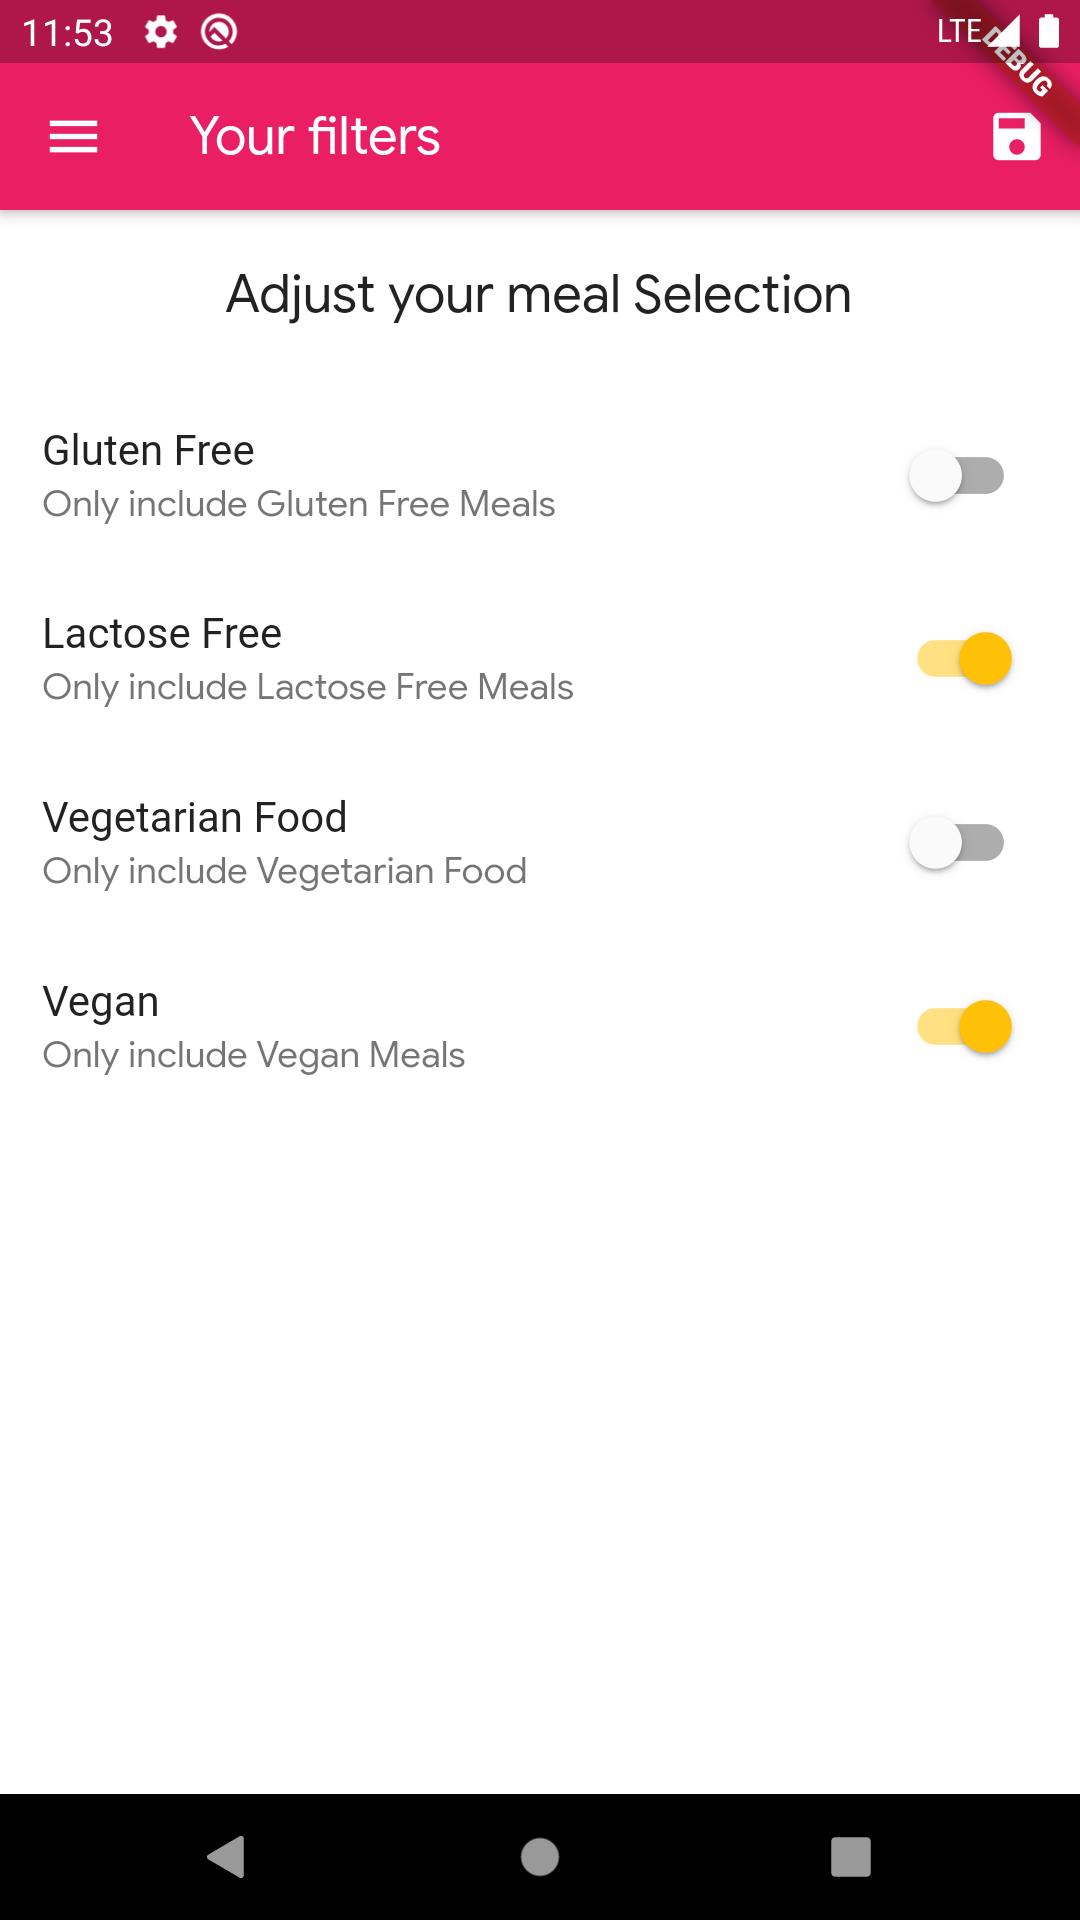 11:53 LTE
DEBUG
Your filters
Adjust your meal Selection
Gluten Free
Only include Gluten Free Meals
Lactose Free
Only include Lactose Free Meals
Vegetarian Food
Only include Vegetarian Food
Vegan
Only include Vegan Meals